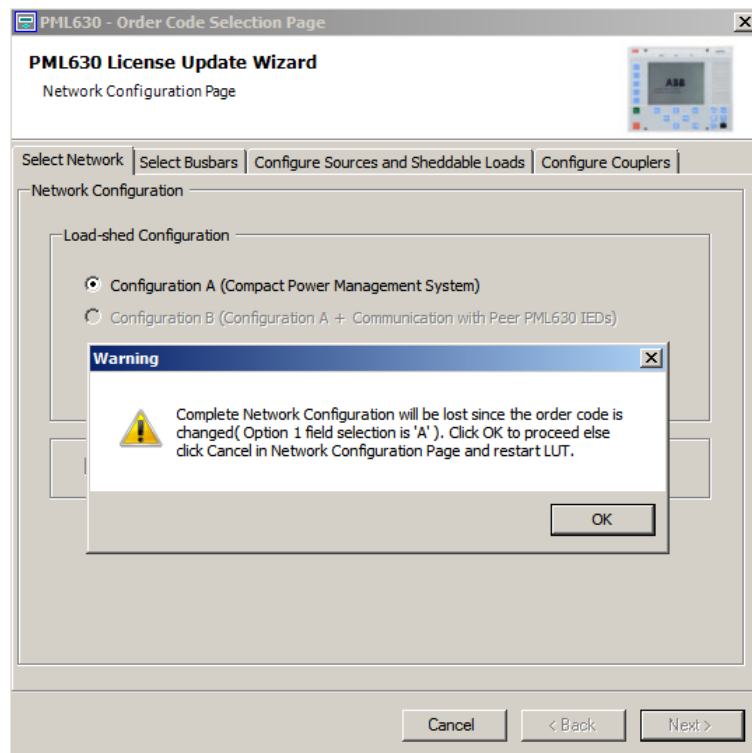 PML630 - Order Code Selection Page
PML630 License Update Wizard
Network Configuration Page
ABB
Select Network
Select Busbars
Configure Sources and Sheddable Loads
Configure Couplers
Network Configuration
Load-shed Configuration
Configuration A (Compact Power Management System)
Configuration B (Configuration A + Communication with Peer PML630 IEDs)
Warning
Complete Network Configuration will be lost since the order code is
changed( Option 1 field selection is 'A' ). Click OK to proceed else
click Cancel in Network Configuration Page and restart LUT.
OK
Cancel
< Back
Next >